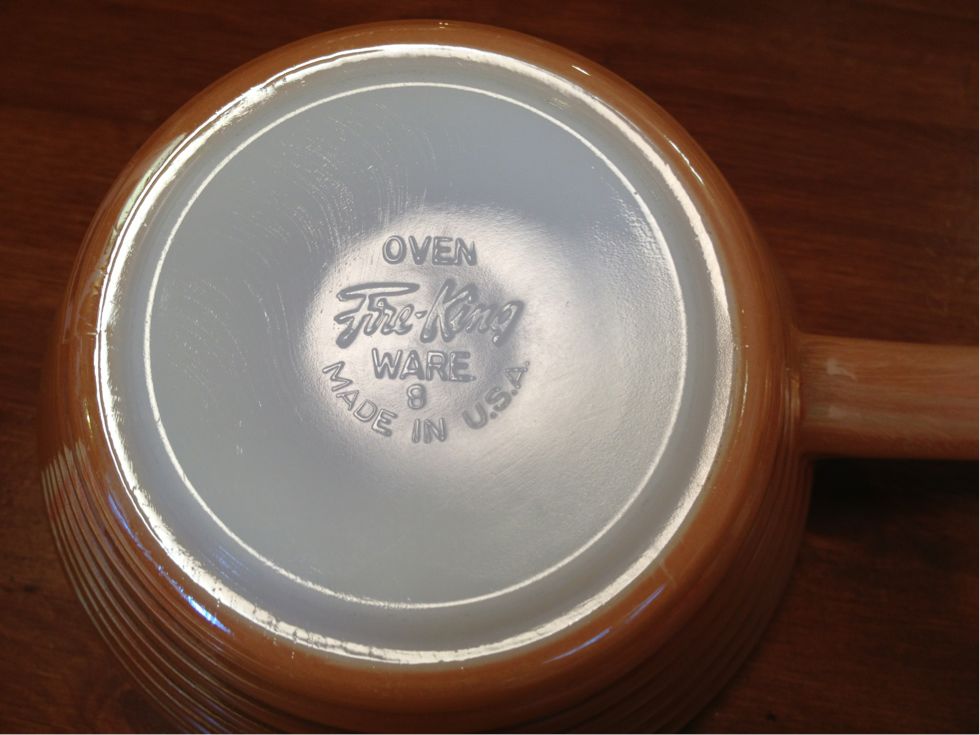 OVEN
Fire-King
WARE
8
MADE IN U.S.A.